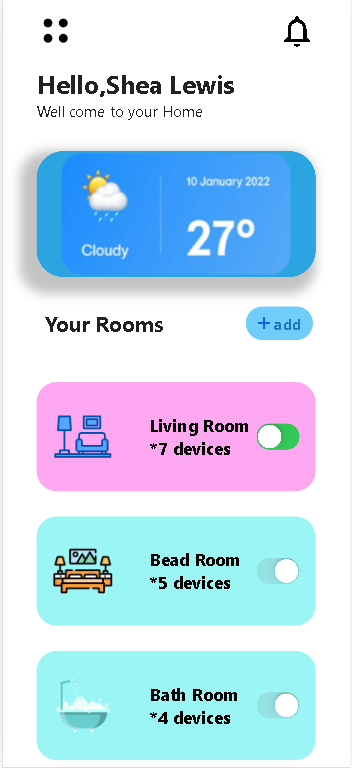 Hello,Shea Lewis
Well come to your Home
10 January 2022
27°
Cloudy
Your Rooms
+add
Living Room
*7 devices
Bead Room
*5 devices
Bath Room
*4 devices